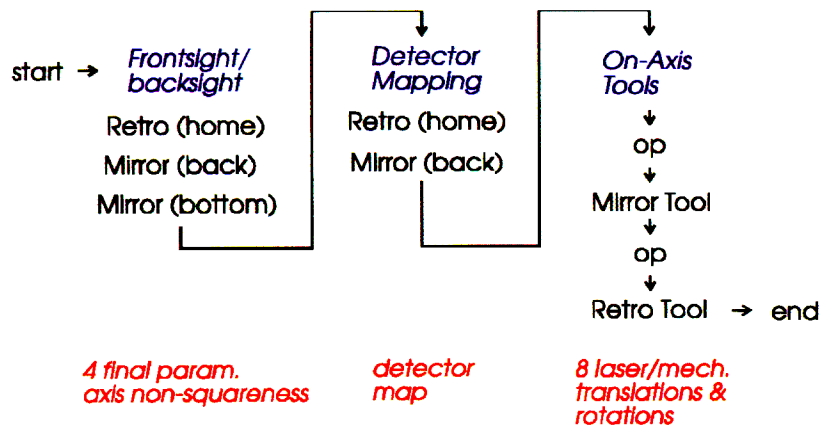 start →
Frontsight/
backsight
Retro (home)
Mirror (back)
Mirror (bottom)
Detector
Mapping
Retro (home)
Mirror (back)
On-Axis
Tools
op
Mirror Tool
op
Retro Tool → end
4 final param.
axis non-squareness
detector
map
8 laser/mech.
translations &
rotations